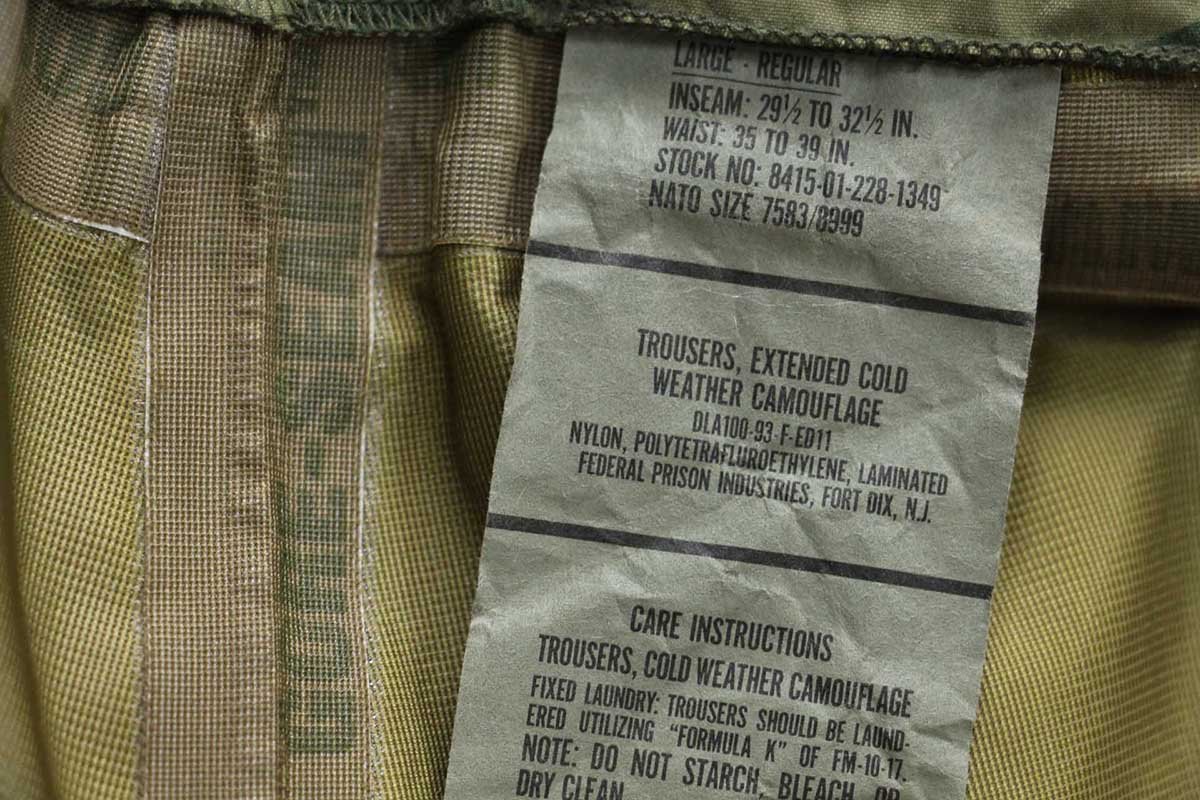 LARGE - REGULAR
INSEAM: 29½ TO 32½ IN.
WAIST: 35 TO 39 IN.
STOCK NO: 8415-01-228-1349
NATO SIZE 7583/8999
TROUSERS, EXTENDED COLD
WEATHER CAMOUFLAGE
DLA100-93-F-ED11
NYLON, POLYTETRAFLUROETHYLENE, LAMINATED
FEDERAL PRISON INDUSTRIES, FORT DIX, N.J.
CARE INSTRUCTIONS
TROUSERS, COLD WEATHER CAMOUFLAGE
FIXED LAUNDRY: TROUSERS SHOULD BE LAUND-
ERED UTILIZING "FORMULA K" OF FM-10-17.
NOTE: DO NOT STARCH, BLEACH, OR
DRY CLEAN